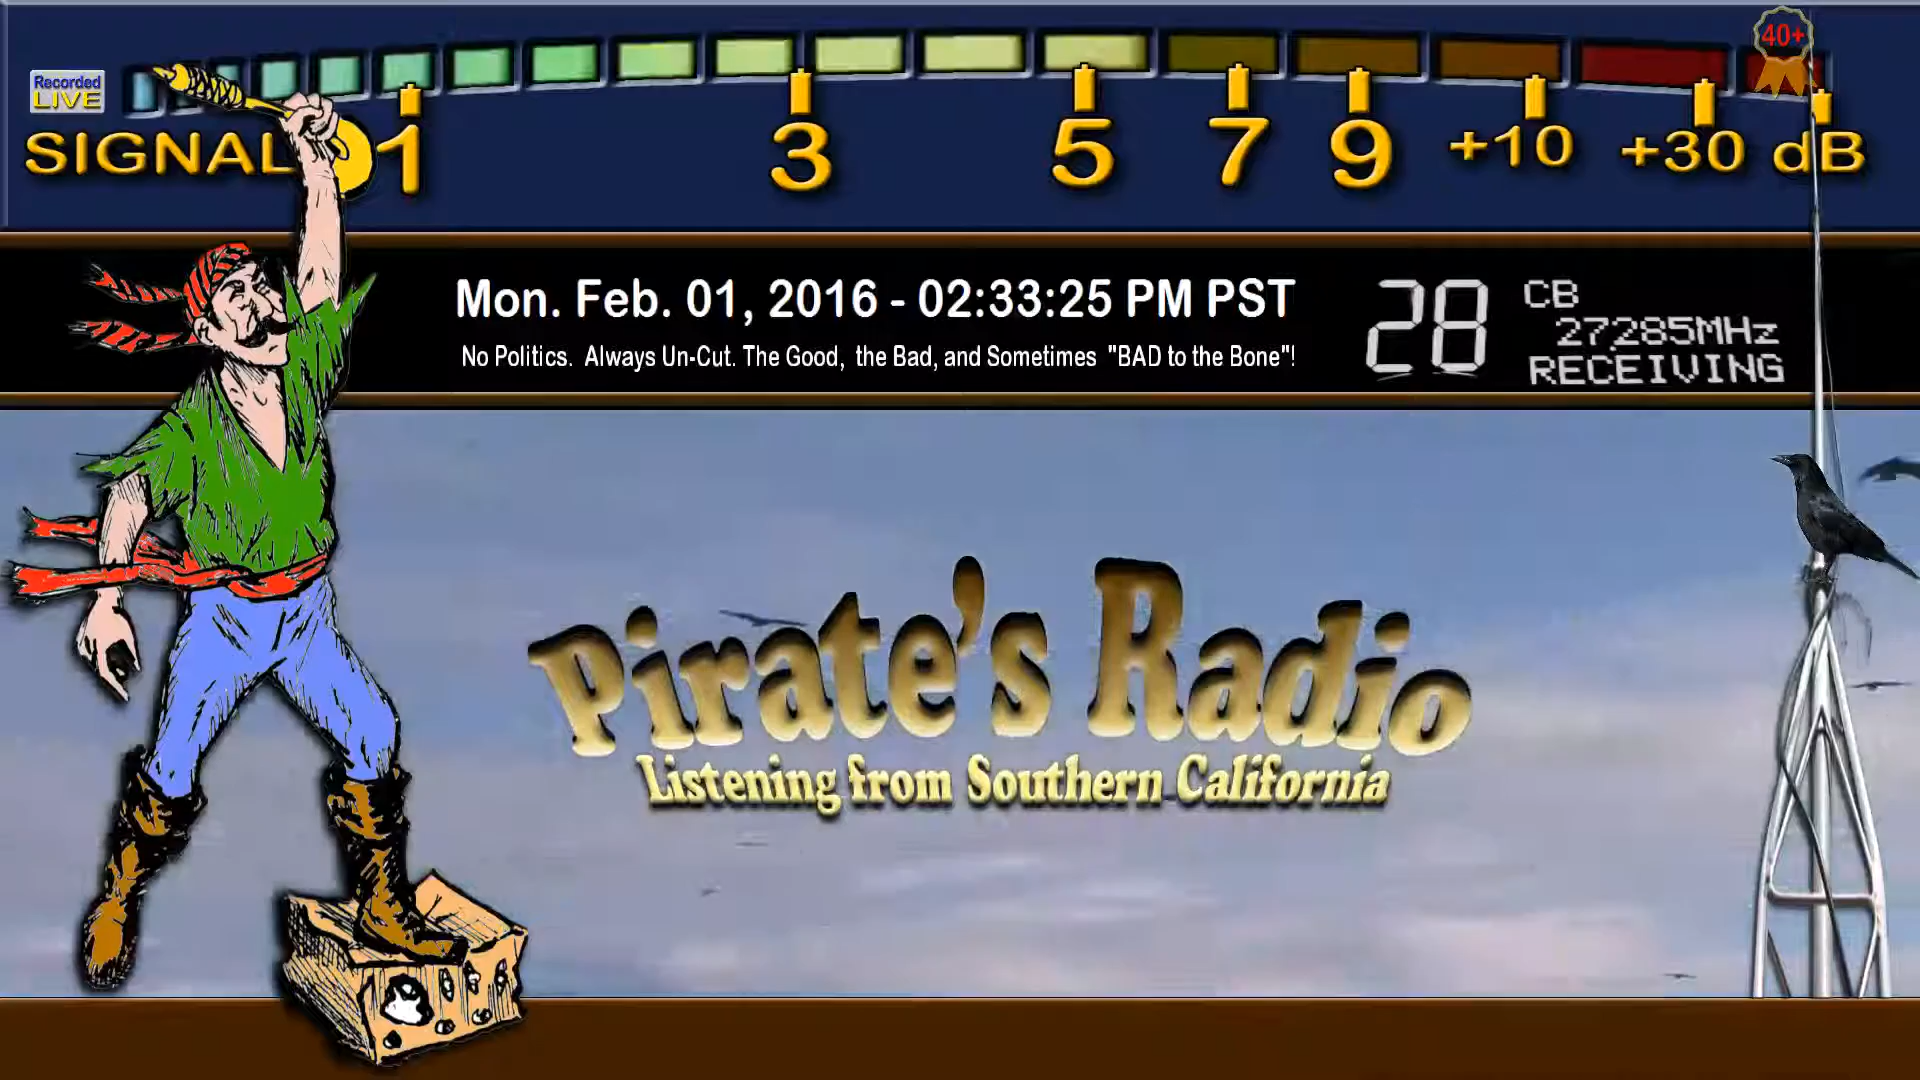 40+
Recorded
LIVE
SIGNAL 1 3 5 7 9 +10 +30 dB
Mon. Feb. 01, 2016 - 02:33:25 PM PST
No Politics. Always Un-Cut. The Good, the Bad, and Sometimes "BAD to the Bone"!
28
CB
27.285MHz
RECEIVING
Pirate's Radio
Listening from Southern California